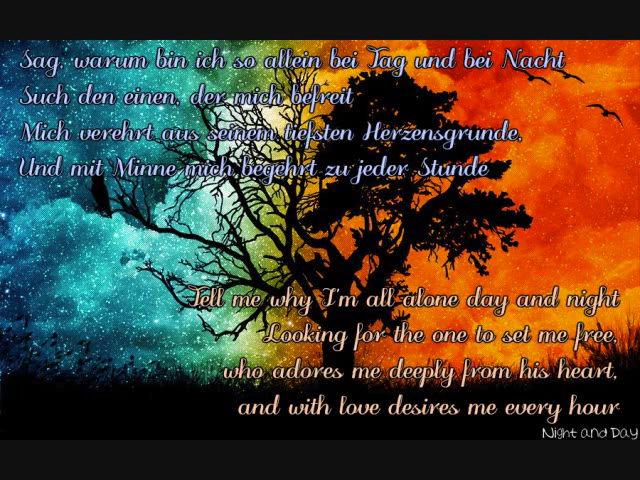 Sag, warum bin ich so allein bei Tag und bei Nacht
Such den einen, der mich befreit
Mich verehrt aus seinem tiefsten Herzensgrunde,
Und mit Minne mich begehrt zu jeder Stunde
Tell me why I'm all alone day and night
Looking for the one to set me free,
who adores me deeply from his heart,
and with love desires me every hour
Night and Day